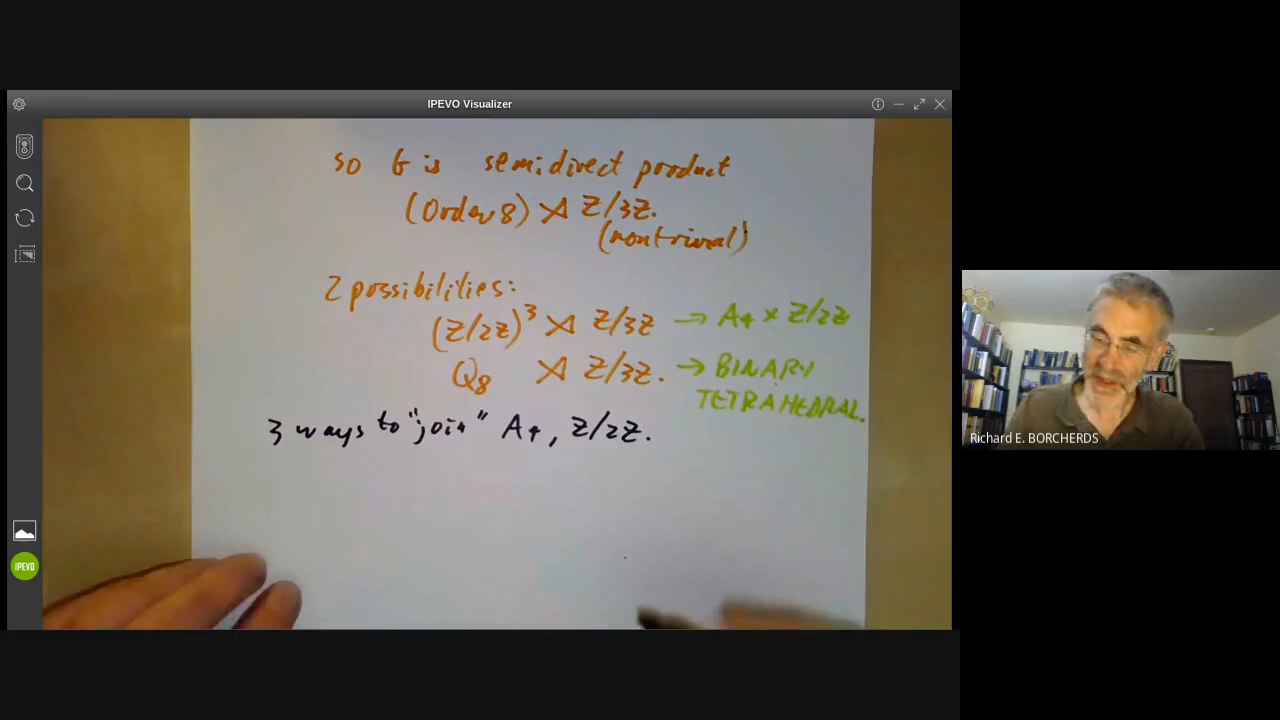 IPEVO Visualizer
so G is semidirect product
(Order 8) ⋊ Z/3Z.
(nontrivial)
2 possibilities:
(Z/2Z)³ ⋊ Z/3Z → A4 × Z/2Z
Q8 ⋊ Z/3Z. → BINARY
TETRAHEDRAL.
3 ways to "join" A4, Z/2Z.
Richard E. BORCHERDS
IPEVO